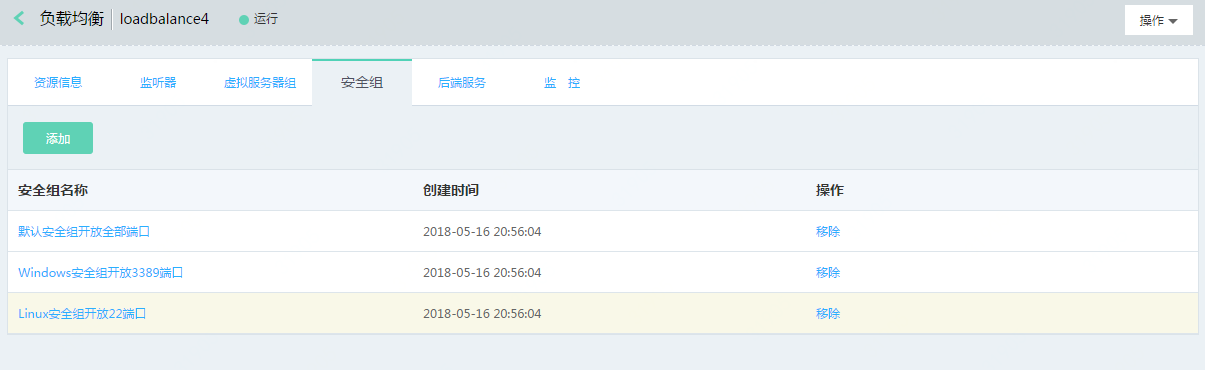 负载均衡 loadbalance4 运行 操作
资源信息 监听器 虚拟服务器组 安全组 后端服务 监 控
添加
安全组名称 创建时间 操作
默认安全组开放全部端口 2018-05-16 20:56:04 移除
Windows安全组开放3389端口 2018-05-16 20:56:04 移除
Linux安全组开放22端口 2018-05-16 20:56:04 移除